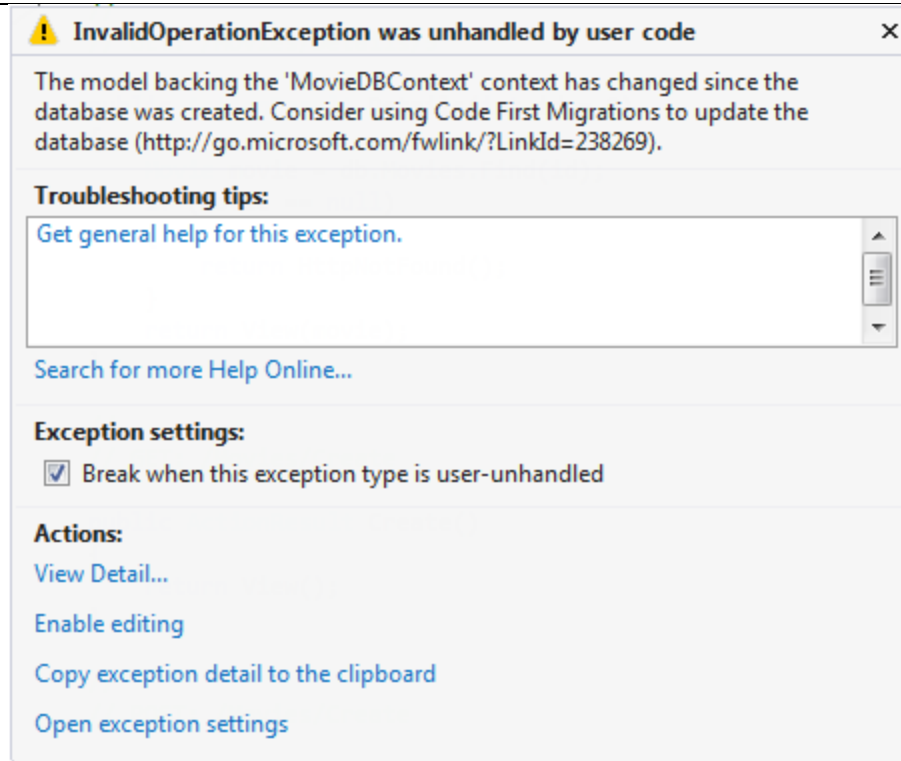 InvalidOperationException was unhandled by user code
The model backing the 'MovieDBContext' context has changed since the
database was created. Consider using Code First Migrations to update the
database (http://go.microsoft.com/fwlink/?LinkId=238269).
Troubleshooting tips:
Get general help for this exception.
Search for more Help Online...
Exception settings:
Break when this exception type is user-unhandled
Actions:
View Detail...
Enable editing
Copy exception detail to the clipboard
Open exception settings